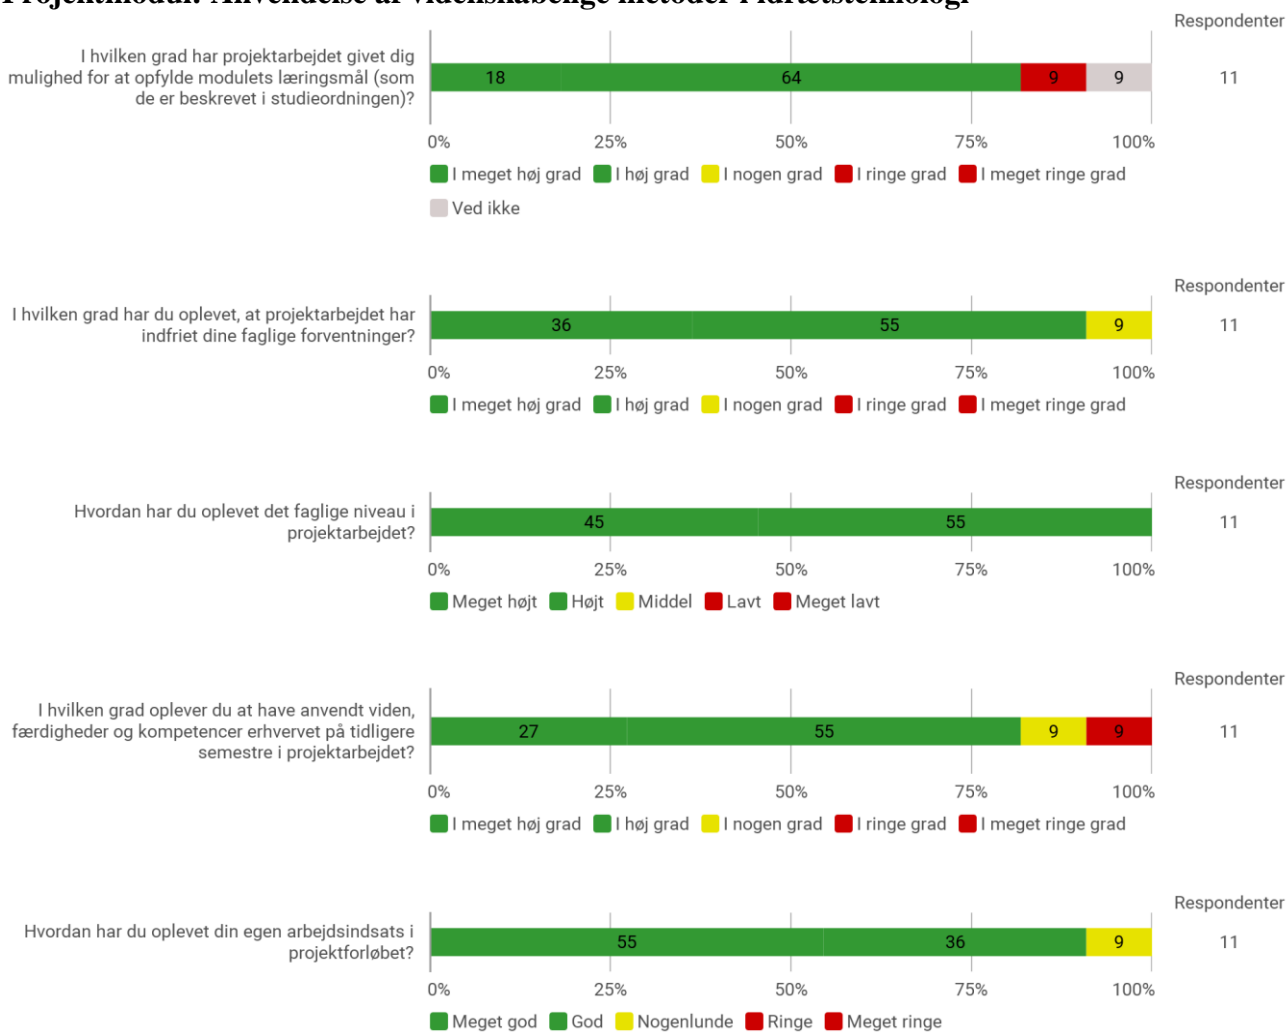 Projektmodul: Anvendelse af videnskabelige metoder i idrætsteknologi
Respondenter
I hvilken grad har projektarbejdet givet dig
mulighed for at opfylde modulets læringsmål (som
de er beskrevet i studieordningen)?
18 64 9 9
11
0% 25% 50% 75% 100%
I meget høj grad I høj grad I nogen grad I ringe grad I meget ringe grad
Ved ikke
Respondenter
I hvilken grad har du oplevet, at projektarbejdet har
indfriet dine faglige forventninger?
36 55 9
11
0% 25% 50% 75% 100%
I meget høj grad I høj grad I nogen grad I ringe grad I meget ringe grad
Respondenter
Hvordan har du oplevet det faglige niveau i
projektarbejdet?
45 55
11
0% 25% 50% 75% 100%
Meget højt Højt Middel Lavt Meget lavt
Respondenter
I hvilken grad oplever du at have anvendt viden,
færdigheder og kompetencer erhvervet på tidligere
semestre i projektarbejdet?
27 55 9 9
11
0% 25% 50% 75% 100%
I meget høj grad I høj grad I nogen grad I ringe grad I meget ringe grad
Respondenter
Hvordan har du oplevet din egen arbejdsindsats i
projektforløbet?
55 36 9
11
0% 25% 50% 75% 100%
Meget god God Nogenlunde Ringe Meget ringe